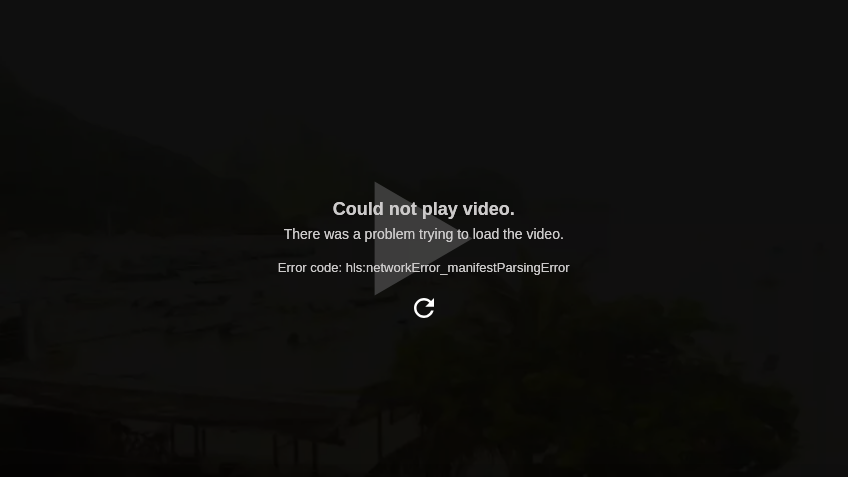 Could not play video.
There was a problem trying to load the video.
Error code: hls:networkError_manifestParsingError